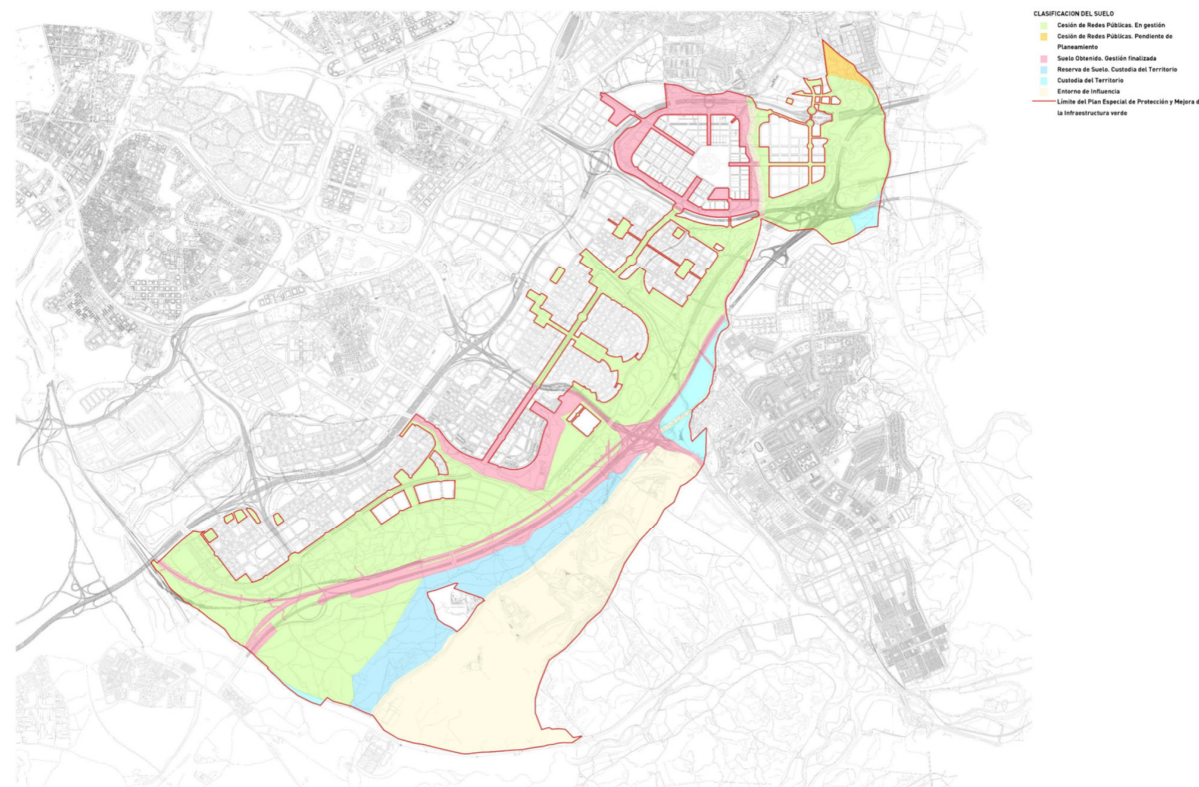 CLASIFICACION DEL SUELO
Cesión de Redes Públicas. En gestión
Cesión de Redes Públicas. Pendiente de
Planeamiento
Suelo Obtenido. Gestión finalizada
Reserva de Suelo. Custodia del Territorio
Custodia del Territorio
Entorno de Influencia
Límite del Plan Especial de Protección y Mejora d
la Infraestructura verde